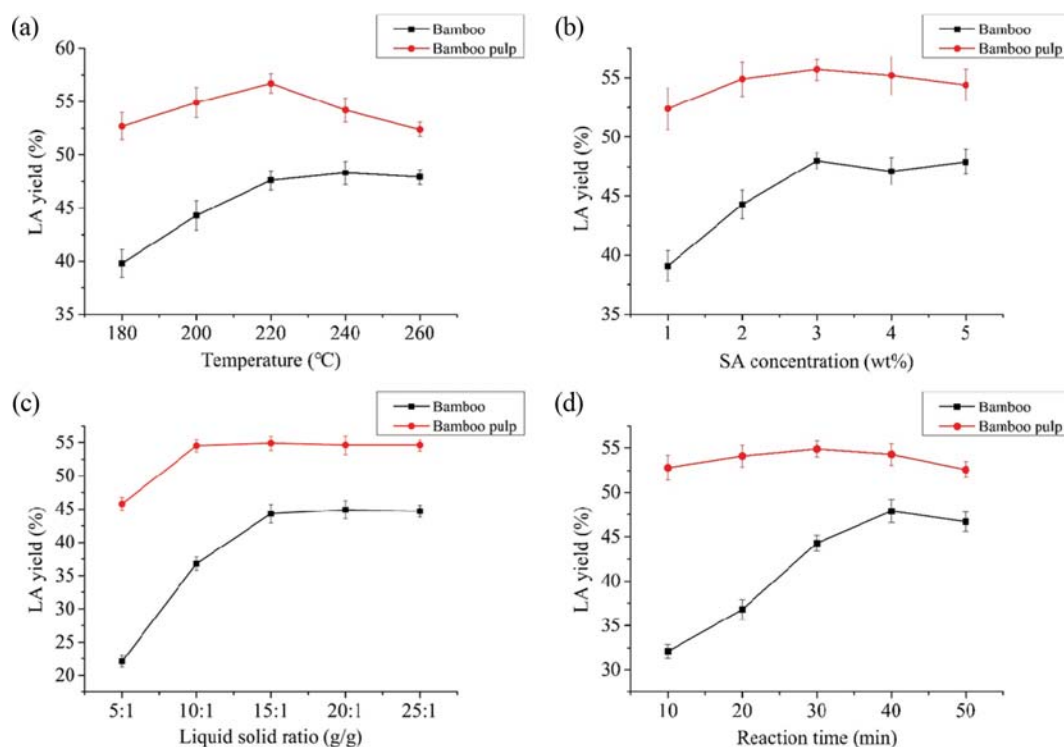 (a)
Bamboo
Bamboo pulp
60
55
50
45
40
35
LA yield (%)
180 200 220 240 260
Temperature (℃)
(b)
Bamboo
Bamboo pulp
55
50
45
40
35
LA yield (%)
1 2 3 4 5
SA concentration (wt%)
(c)
Bamboo
Bamboo pulp
55
50
45
40
35
30
25
20
LA yield (%)
5:1 10:1 15:1 20:1 25:1
Liquid solid ratio (g/g)
(d)
Bamboo
Bamboo pulp
55
50
45
40
35
30
LA yield (%)
10 20 30 40 50
Reaction time (min)